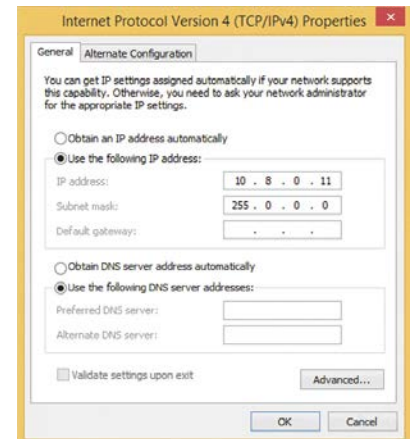 Internet Protocol Version 4 (TCP/IPv4) Properties
General Alternate Configuration
You can get IP settings assigned automatically if your network supports
this capability. Otherwise, you need to ask your network administrator
for the appropriate IP settings.
Obtain an IP address automatically
Use the following IP address:
IP address: 10 . 8 . 0 . 11
Subnet mask: 255 . 0 . 0 . 0
Default gateway: . . .
Obtain DNS server address automatically
Use the following DNS server addresses:
Preferred DNS server:
Alternate DNS server:
Validate settings upon exit
Advanced...
OK Cancel